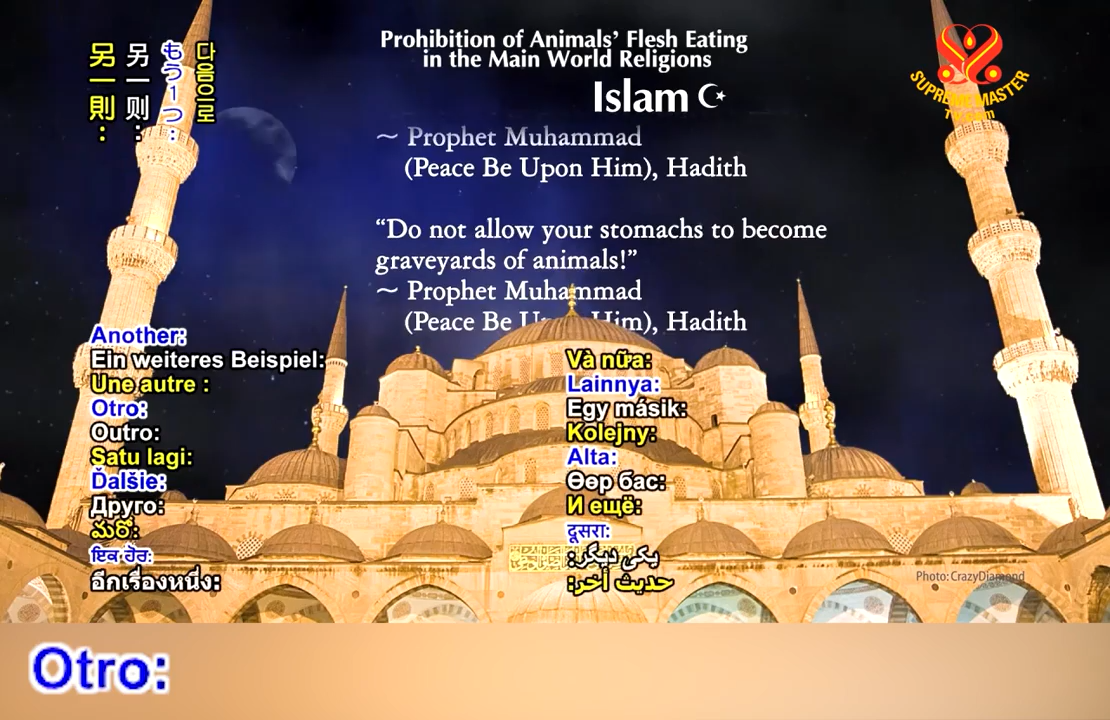 Prohibition of Animals' Flesh Eating
in the Main World Religions
Islam
~ Prophet Muhammad
(Peace Be Upon Him), Hadith
“Do not allow your stomachs to become
graveyards of animals!”
~ Prophet Muhammad
(Peace Be Upon Him), Hadith
SUPREME MASTER
TV.com
另一則：
另一则：
もう1つ：
다음으로
Another:
Ein weiteres Beispiel:
Une autre :
Otro:
Outro:
Satu lagi:
Ďalšie:
Друго:
మరో:
ਇਕ ਹੋਰ:
อีกเรื่องหนึ่ง:
Và nữa:
Lainnya:
Egy másik:
Kolejny:
Alta:
Өөр бас:
И ещё:
दूसरा:
یکی دیگر:
حديث أخر:
Photo: CrazyDiamond
Otro: